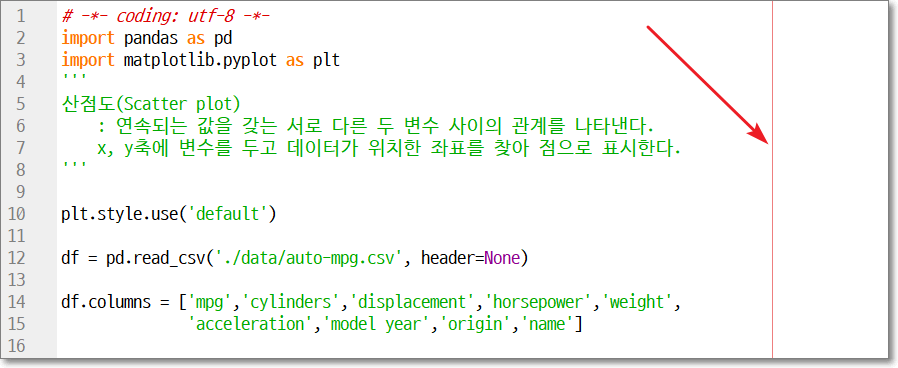 1 # -*- coding: utf-8 -*-
2 import pandas as pd
3 import matplotlib.pyplot as plt
4 '''
5 산점도(Scatter plot)
6     : 연속되는 값을 갖는 서로 다른 두 변수 사이의 관계를 나타낸다.
7     x, y축에 변수를 두고 데이터가 위치한 좌표를 찾아 점으로 표시한다.
8 '''
9
10 plt.style.use('default')
11
12 df = pd.read_csv('./data/auto-mpg.csv', header=None)
13
14 df.columns = ['mpg','cylinders','displacement','horsepower','weight',
15               'acceleration','model year','origin','name']
16